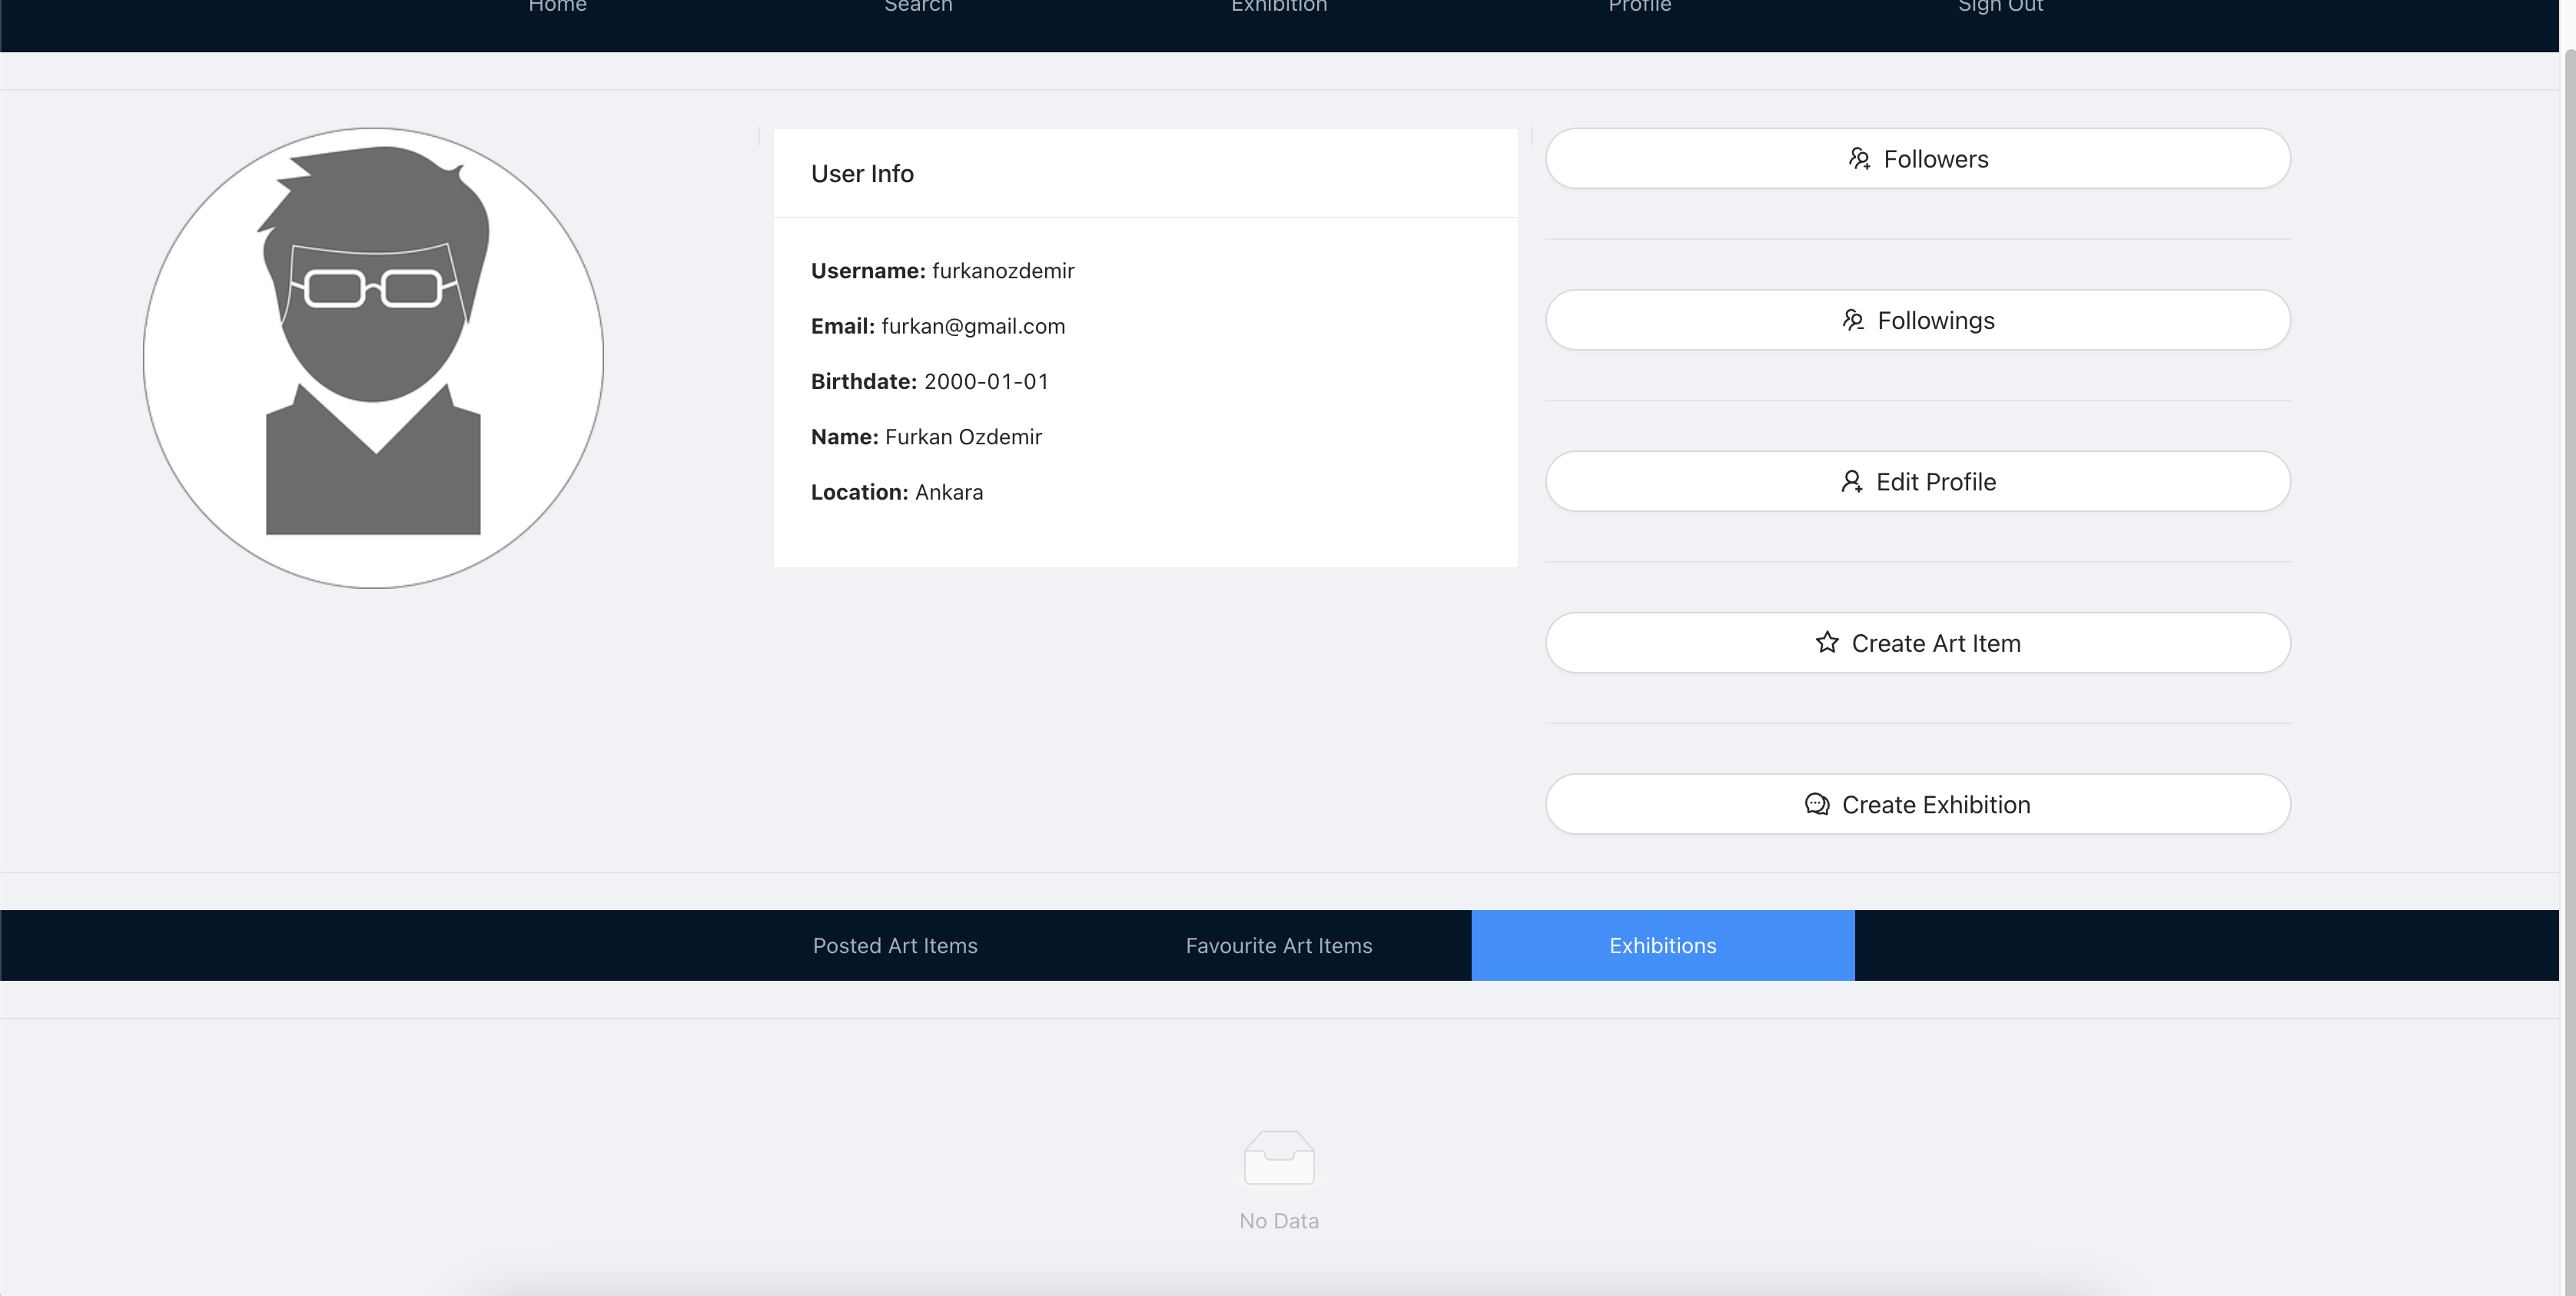 Home Search Exhibition Profile Sign Out
User Info
Username: furkanozdemir
Email: furkan@gmail.com
Birthdate: 2000-01-01
Name: Furkan Ozdemir
Location: Ankara
Followers
Followings
Edit Profile
Create Art Item
Create Exhibition
Posted Art Items Favourite Art Items Exhibitions
No Data